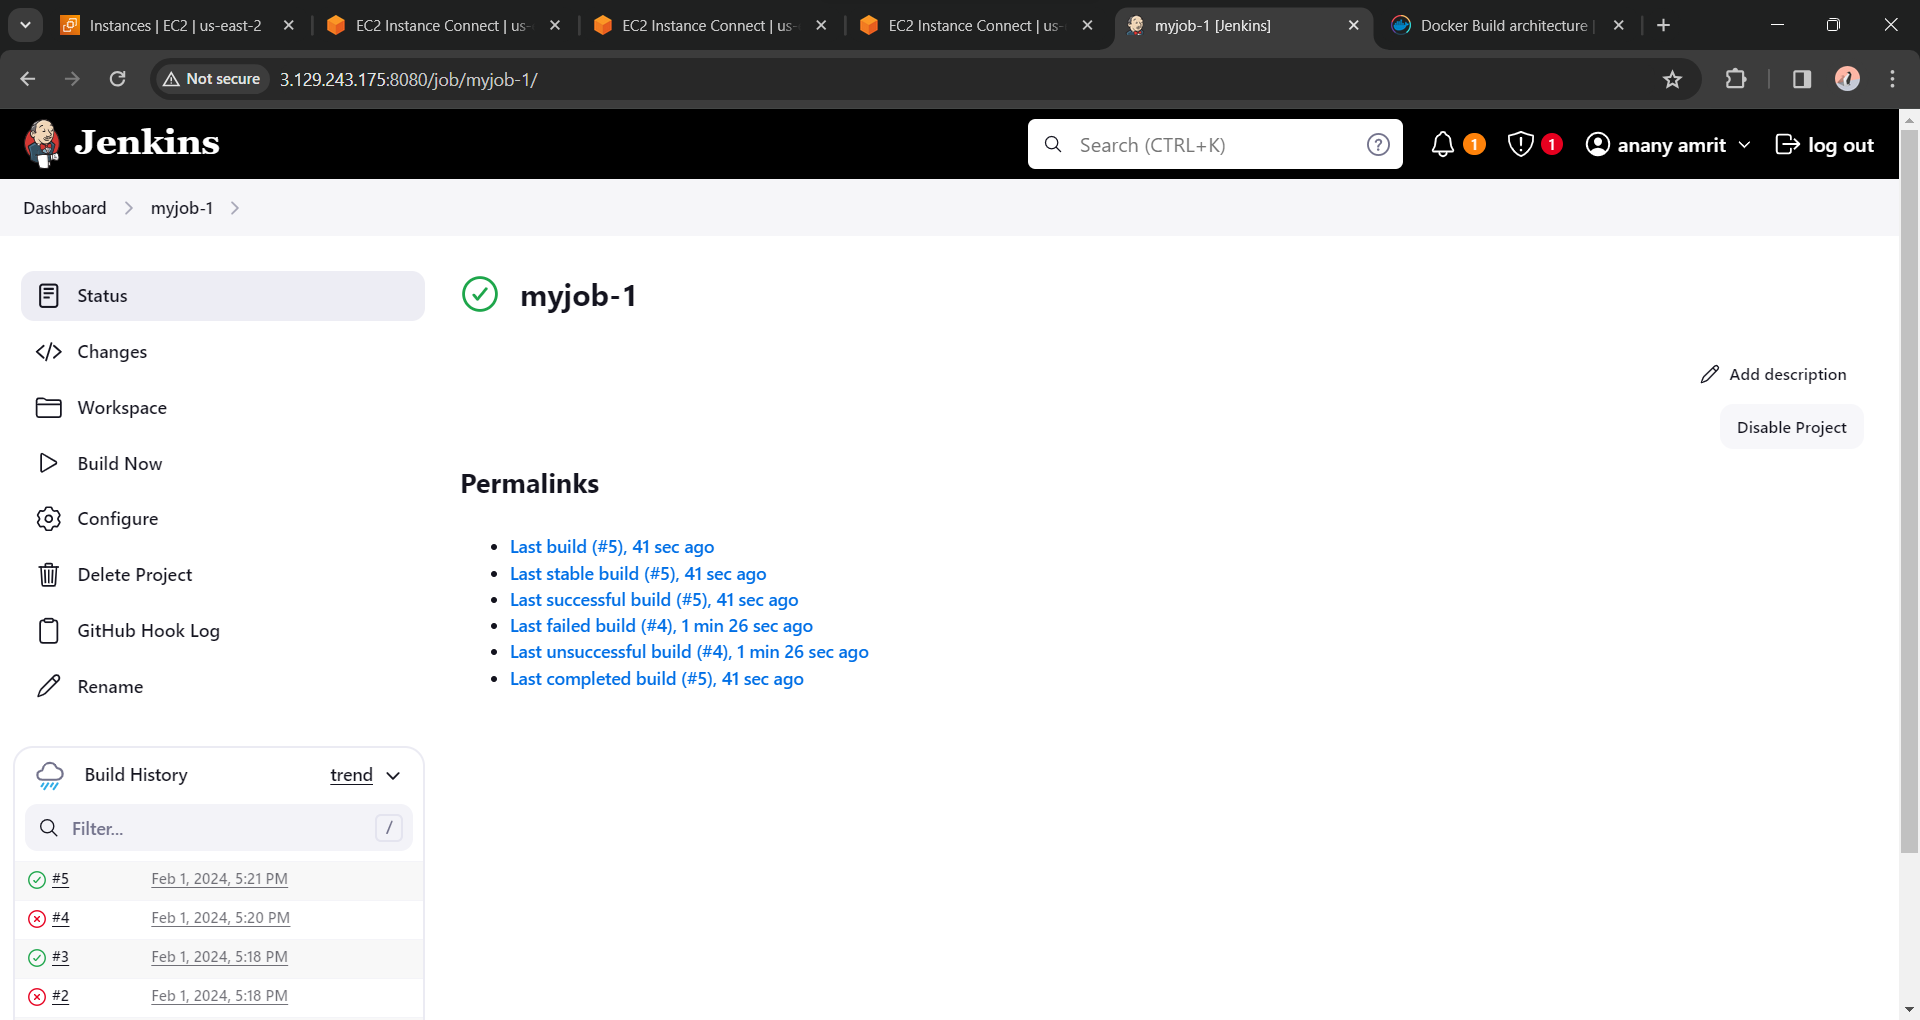 Instances | EC2 | us-east-2
EC2 Instance Connect | us-
EC2 Instance Connect | us-
EC2 Instance Connect | us-
myjob-1 [Jenkins]
Docker Build architecture |
Not secure
3.129.243.175:8080/job/myjob-1/
Jenkins
Search (CTRL+K)
?
1
1
anany amrit
log out
Dashboard
myjob-1
Status
Changes
Workspace
Build Now
Configure
Delete Project
GitHub Hook Log
Rename
myjob-1
Add description
Disable Project
Permalinks
Last build (#5), 41 sec ago
Last stable build (#5), 41 sec ago
Last successful build (#5), 41 sec ago
Last failed build (#4), 1 min 26 sec ago
Last unsuccessful build (#4), 1 min 26 sec ago
Last completed build (#5), 41 sec ago
Build History
trend
Filter...
/
#5 Feb 1, 2024, 5:21 PM
#4 Feb 1, 2024, 5:20 PM
#3 Feb 1, 2024, 5:18 PM
#2 Feb 1, 2024, 5:18 PM